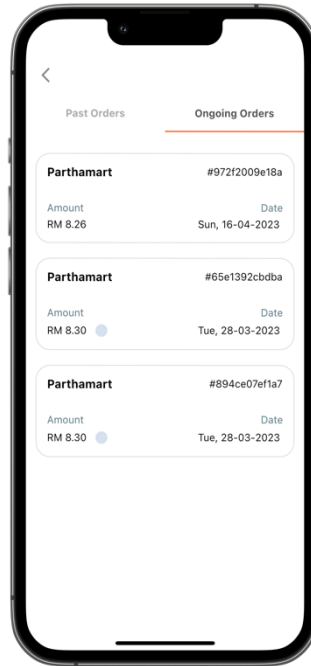 Past Orders Ongoing Orders
Parthamart #972f2009e18a
Amount Date
RM 8.26 Sun, 16-04-2023
Parthamart #65e1392cbdba
Amount Date
RM 8.30 Tue, 28-03-2023
Parthamart #894ce07ef1a7
Amount Date
RM 8.30 Tue, 28-03-2023